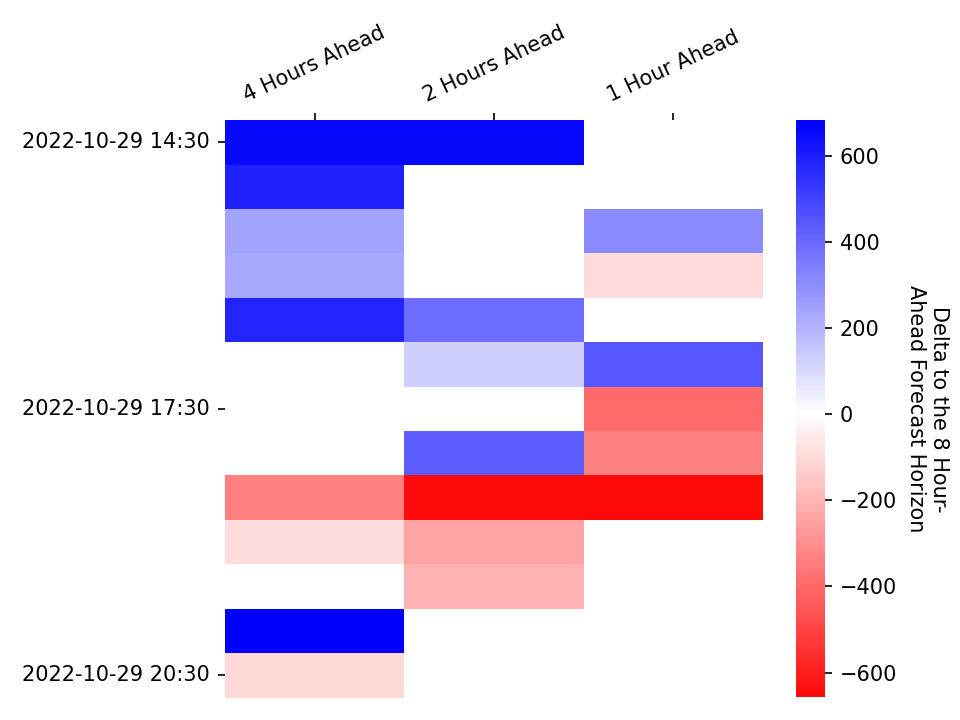 4 Hours Ahead
2 Hours Ahead
1 Hour Ahead
2022-10-29 14:30
2022-10-29 17:30
2022-10-29 20:30
600
400
200
0
−200
−400
−600
Delta to the 8 Hour-
Ahead Forecast Horizon